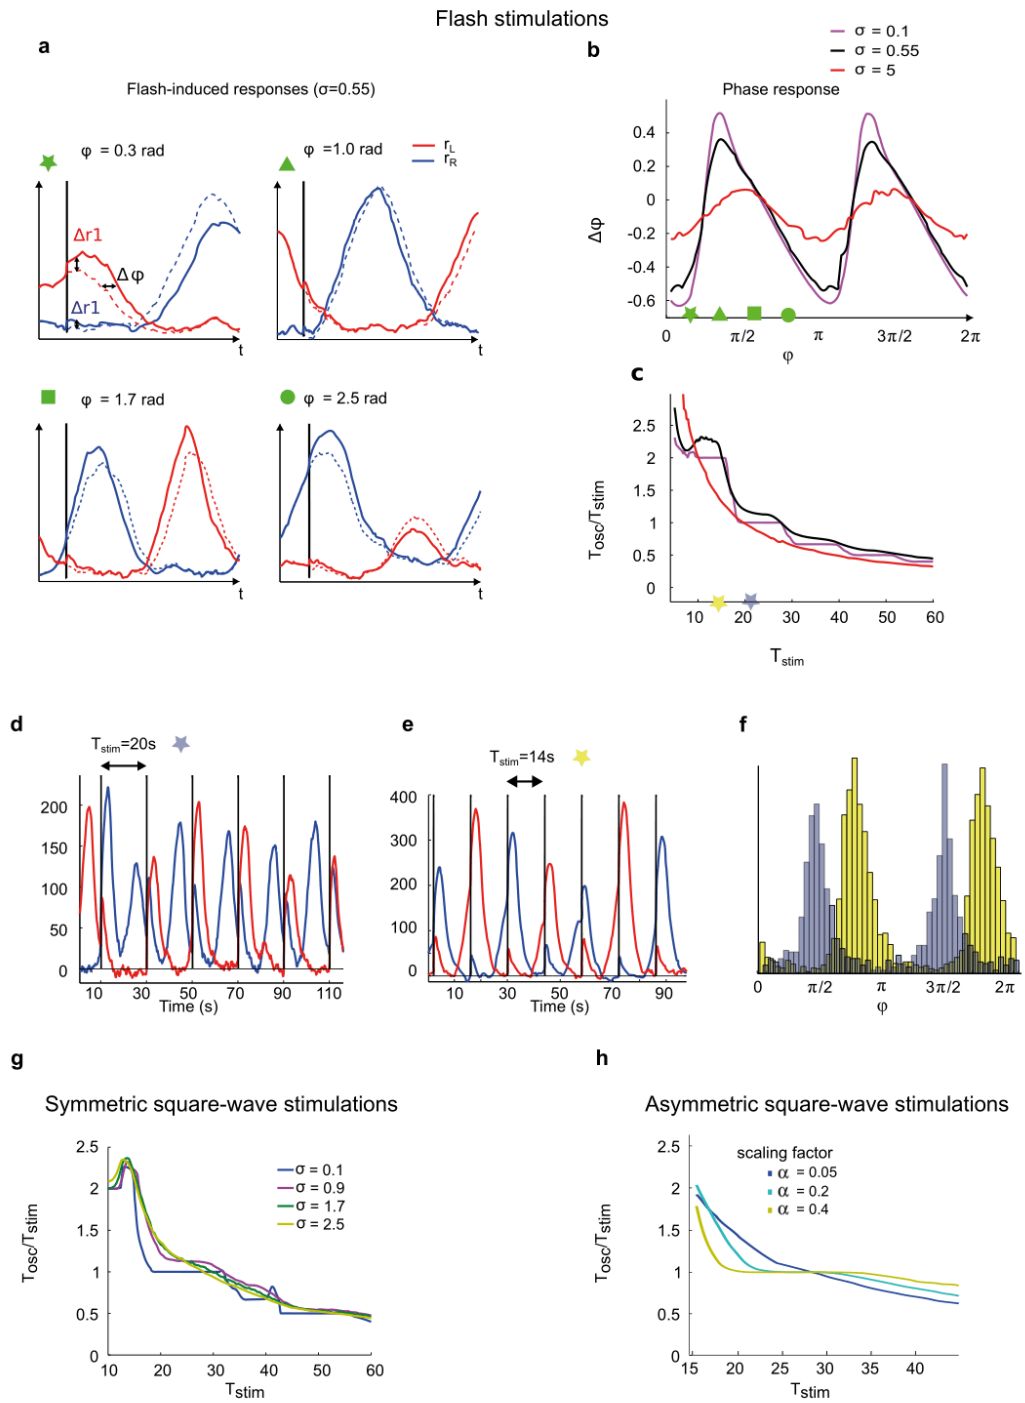 Flash stimulations
a
Flash-induced responses (σ=0.55)
φ = 0.3 rad
φ =1.0 rad
r_L
r_R
Δr1
Δφ
Δr1
t
t
φ = 1.7 rad
φ = 2.5 rad
t
t
b
σ = 0.1
σ = 0.55
σ = 5
Phase response
0.4
0.2
0
-0.2
-0.4
-0.6
Δφ
0 π/2 π 3π/2 2π
φ
c
2.5
2
1.5
1
0.5
0
Tosc/Tstim
10 20 30 40 50 60
Tstim
d
Tstim=20s
200
150
100
50
0
10 30 50 70 90 110
Time (s)
e
Tstim=14s
400
300
200
100
0
10 30 50 70 90
Time (s)
f
0 π/2 π 3π/2 2π
φ
g
Symmetric square-wave stimulations
2.5
2
1.5
1
0.5
0
Tosc/Tstim
σ = 0.1
σ = 0.9
σ = 1.7
σ = 2.5
10 20 30 40 50 60
Tstim
h
Asymmetric square-wave stimulations
scaling factor
α = 0.05
α = 0.2
α = 0.4
2.5
2
1.5
1
0.5
0
Tosc/Tstim
15 20 25 30 35 40
Tstim